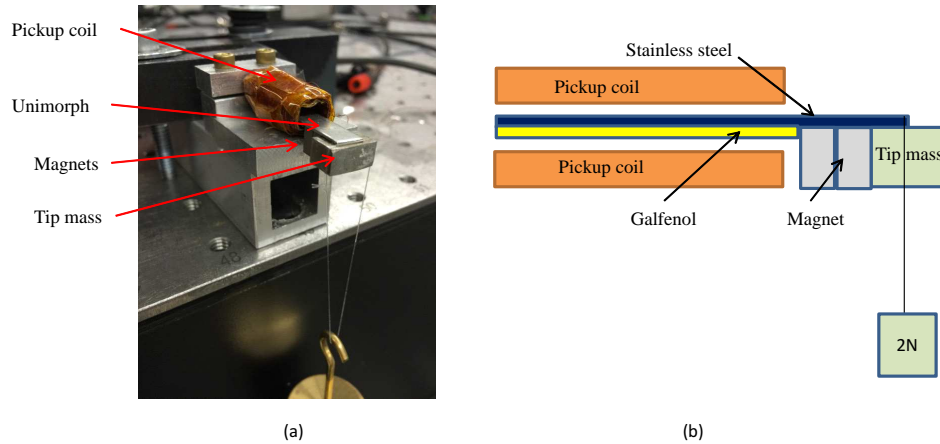 Pickup coil
Unimorph
Magnets
Tip mass
(a)
Stainless steel
Pickup coil
Pickup coil
Tip mass
Galfenol
Magnet
2N
(b)